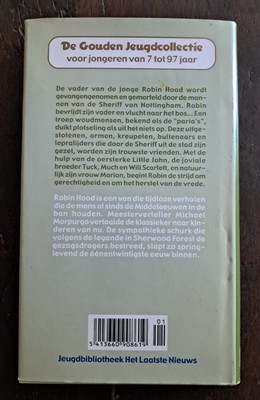 De Gouden Jeugdcollectie
voor jongeren van 7 tot 97 jaar
De vader van de jonge Robin Hood wordt
gevangengenomen en gemarteld door de man-
nen van de Sheriff van Nottingham. Robin
bevrijdt zijn vader en vlucht naar het bos... Een
troep woudmensen, bekend als de "paria's",
duikt plotseling als uit het niets op. Deze uitge-
stotenen, armen, kreupelen, bultenaars en
dutsen, die door de Sheriff uit de stad zijn
gezet, worden zijn trouwste vrienden. Met de
hulp van de oersterke Little John, de joviale
broeder Tuck, Much en Will Scarlett, en natuur-
lijk zijn vrouw Marion, begint Robin de strijd om
gerechtigheid en om het herstel van de vrede.
Robin Hood is een van die tijdloze verhalen
die de mens al sinds de Middeleeuwen in de
ban houden. Meesterverteller Michael
Morpurgo vertaalde de klassieker naar kin-
deren van nu. De sympathieke schurk die
volgens de legende in Sherwood Forest de
gezagsdragers bestreed, stapt zo spring-
levend de eenentwintigste eeuw binnen.
01
5 413660 908619
Jeugdbibliotheek Het Laatste Nieuws